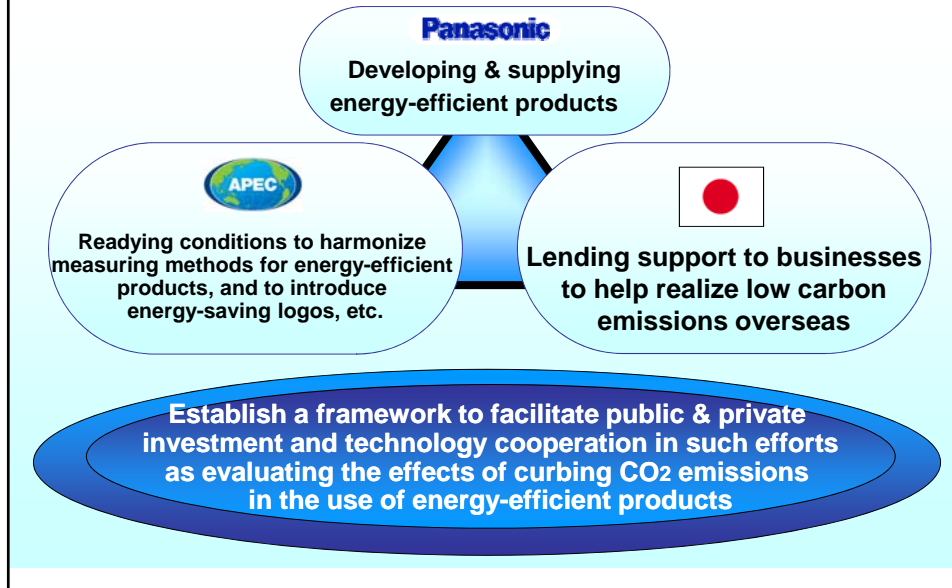 Panasonic
Developing & supplying
energy-efficient products
APEC
Readying conditions to harmonize
measuring methods for energy-efficient
products, and to introduce
energy-saving logos, etc.
Lending support to businesses
to help realize low carbon
emissions overseas
Establish a framework to facilitate public & private
investment and technology cooperation in such efforts
as evaluating the effects of curbing CO2 emissions
in the use of energy-efficient products